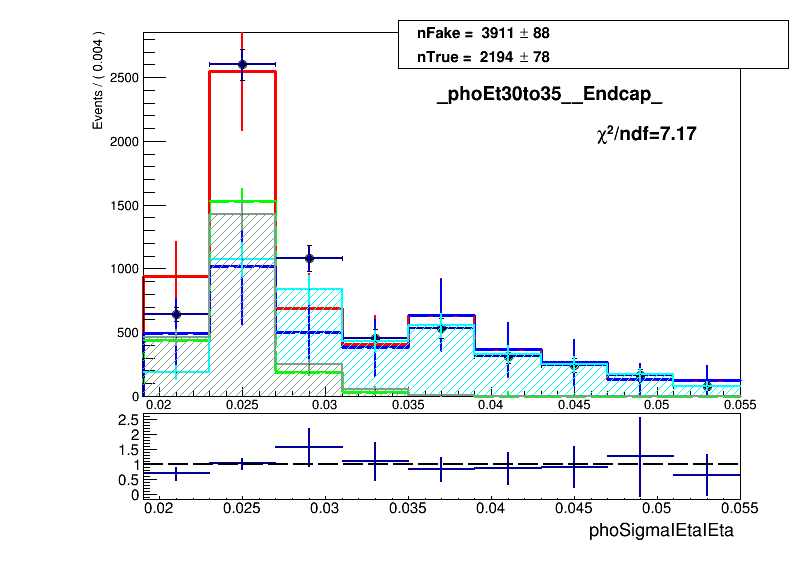 nFake = 3911 ± 88
nTrue = 2194 ± 78
_phoEt30to35__Endcap_
χ²/ndf=7.17
Events / ( 0.004 )
2500
2000
1500
1000
500
0
0.02 0.025 0.03 0.035 0.04 0.045 0.05 0.055
2.5
2
1.5
1
0.5
0
0.02 0.025 0.03 0.035 0.04 0.045 0.05 0.055
phoSigmaIEtaIEta